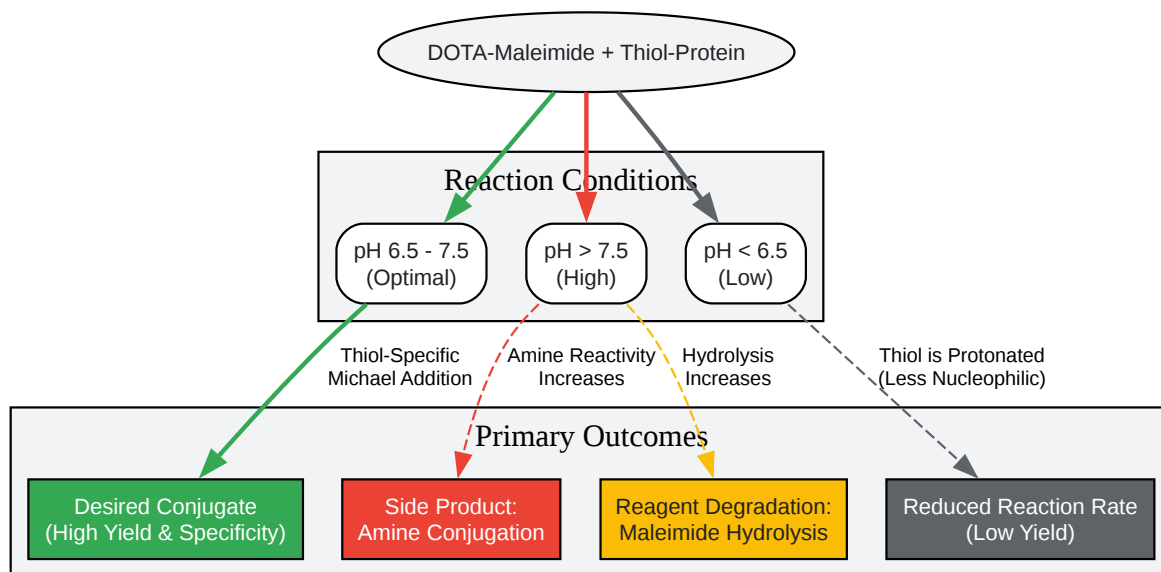 DOTA-Maleimide + Thiol-Protein
Reaction Conditions
pH 6.5 - 7.5
(Optimal)
pH > 7.5
(High)
pH < 6.5
(Low)
Thiol-Specific
Michael Addition
Amine Reactivity
Increases
Hydrolysis
Increases
Thiol is Protonated
(Less Nucleophilic)
Primary Outcomes
Desired Conjugate
(High Yield & Specificity)
Side Product:
Amine Conjugation
Reagent Degradation:
Maleimide Hydrolysis
Reduced Reaction Rate
(Low Yield)